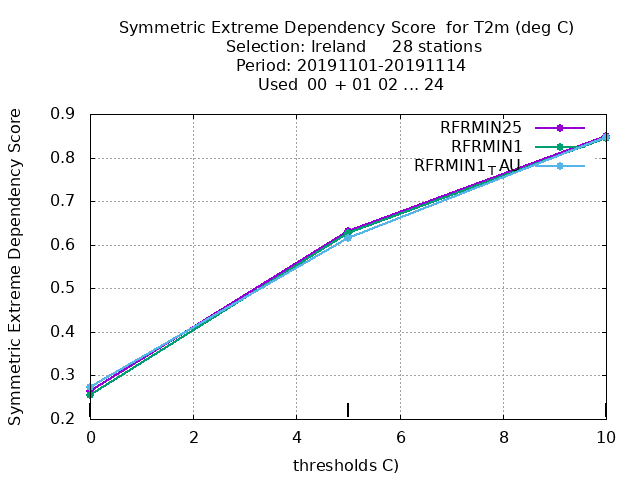 Symmetric Extreme Dependency Score  for T2m (deg C)
Selection: Ireland     28 stations
Period: 20191101-20191114
Used  00 + 01 02 ... 24
Symmetric Extreme Dependency Score
0.9
0.8
0.7
0.6
0.5
0.4
0.3
0.2
RFRMIN25
RFRMIN1
RFRMIN1TAU
0 2 4 6 8 10
thresholds C)